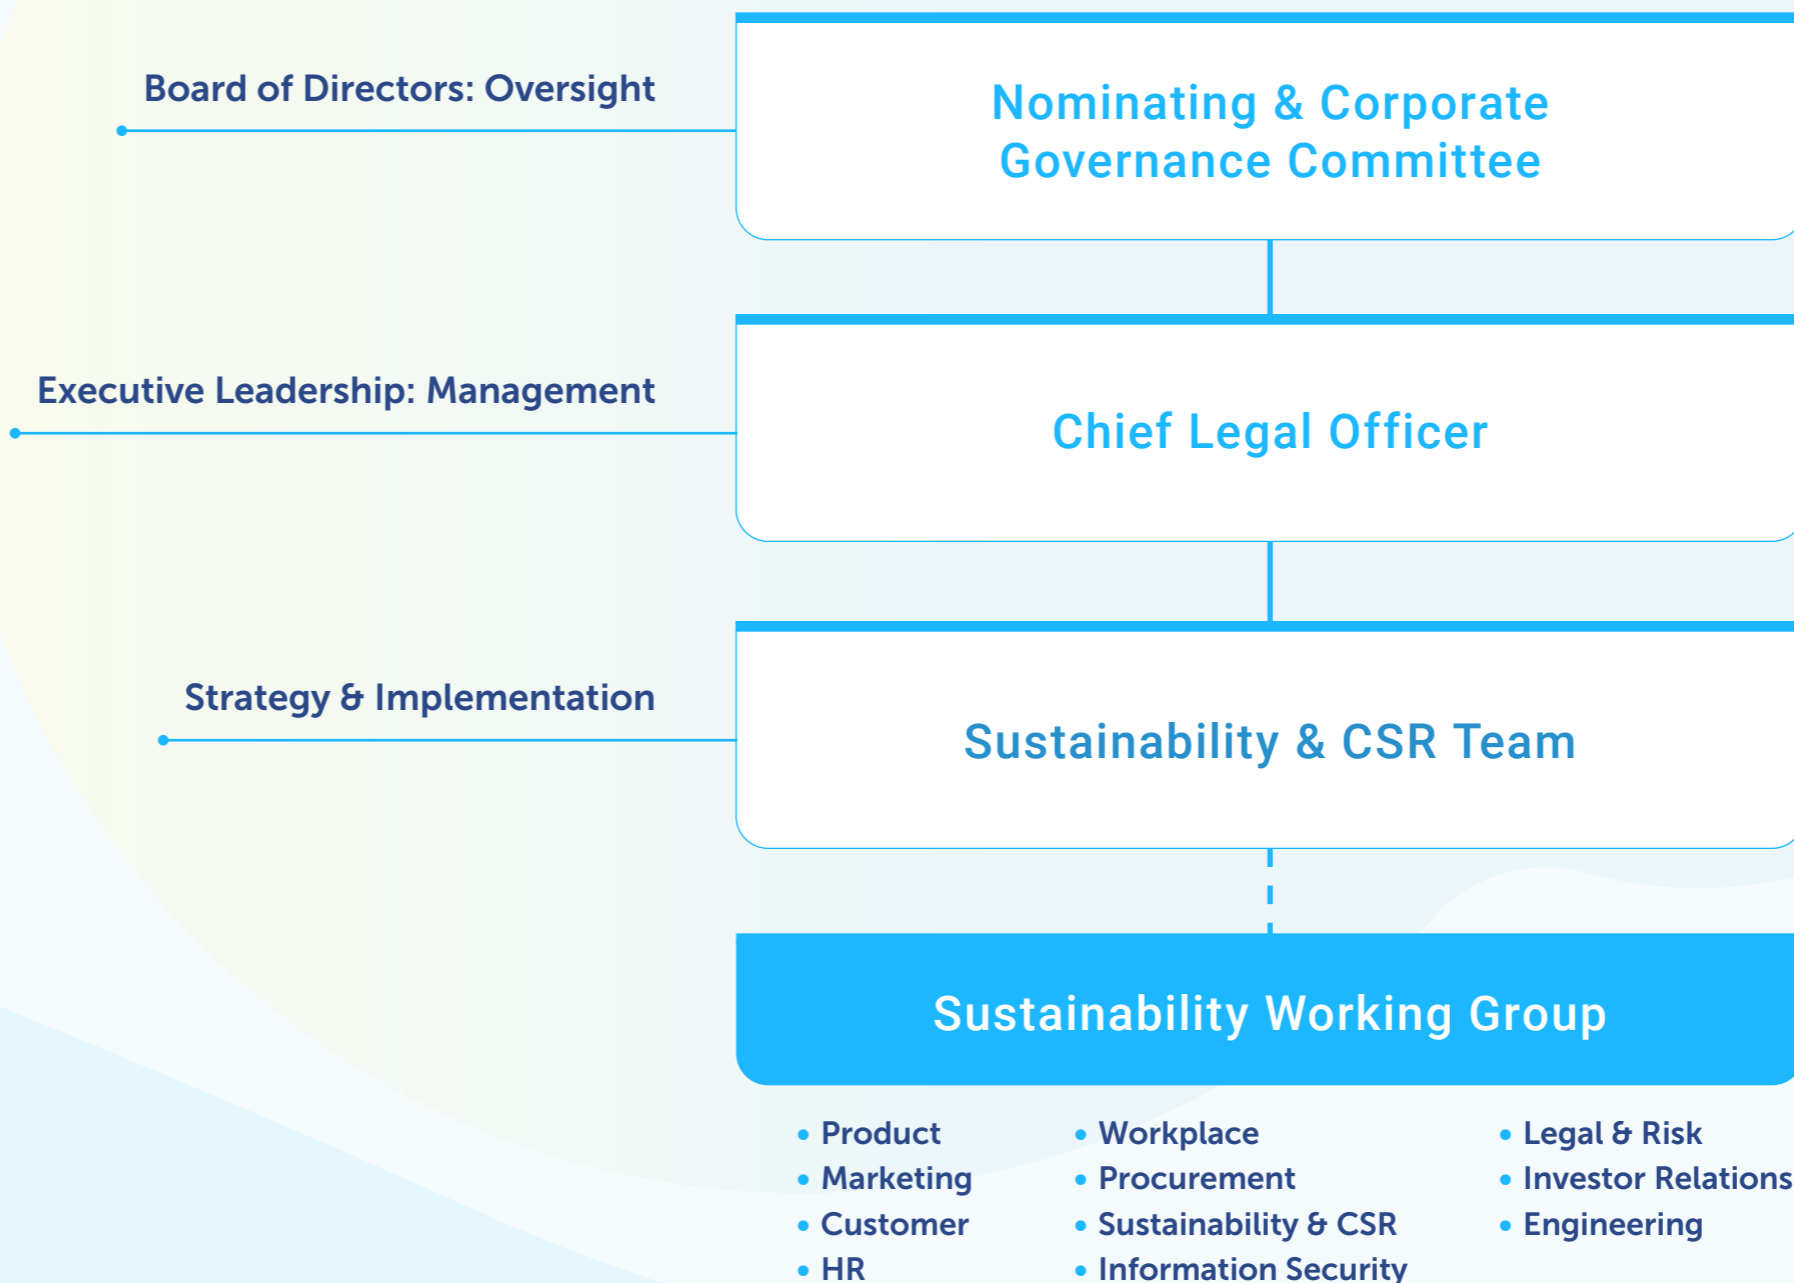 Board of Directors: Oversight
Nominating & Corporate
Governance Committee
Executive Leadership: Management
Chief Legal Officer
Strategy & Implementation
Sustainability & CSR Team
Sustainability Working Group
• Product
• Marketing
• Customer
• HR
• Workplace
• Procurement
• Sustainability & CSR
• Information Security
• Legal & Risk
• Investor Relations
• Engineering